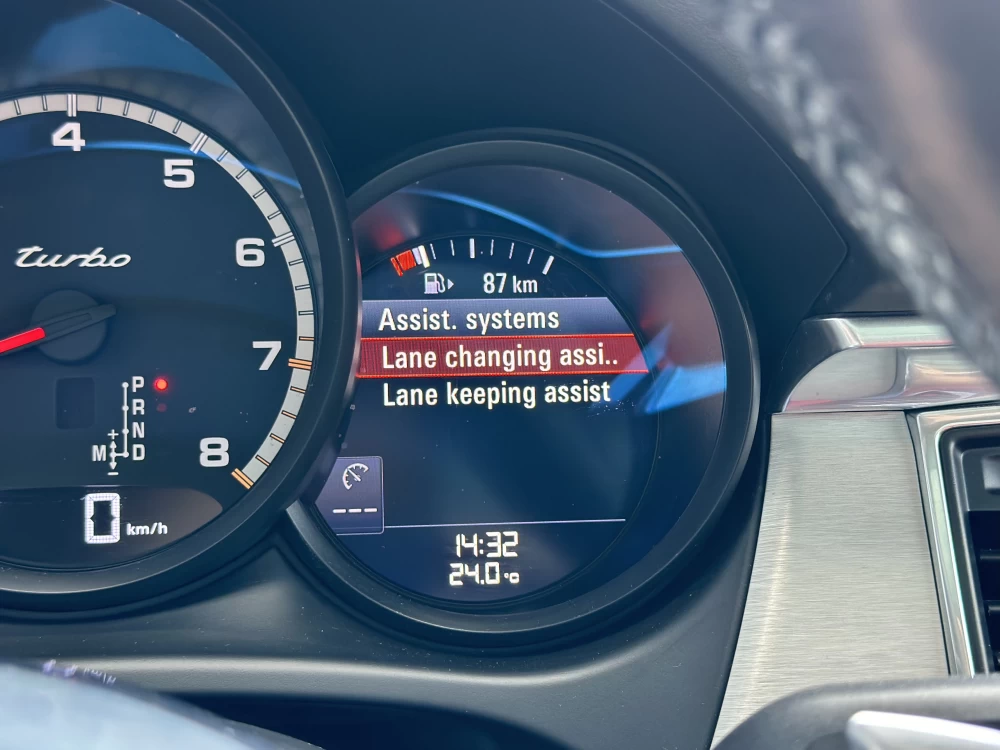 4
5
6
7
8
turbo
P
R
N
M D
+
-
0 km/h
87 km
Assist. systems
Lane changing assi..
Lane keeping assist
---
14:32
24.0 °C